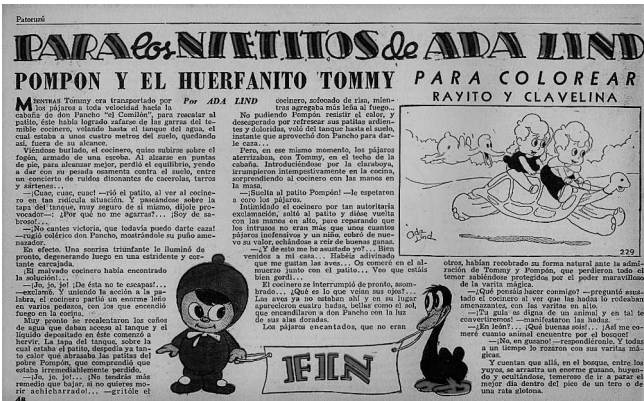 Patoruzú
PARA los NIETITOS de ADA LIND
POMPON Y EL HUERFANITO TOMMY
Por ADA LIND
MIENTRAS Tommy era transportado por
los pájaros a toda velocidad hacia la
cabaña de don Pancho "el Comilón", para rescatar al
patito, éste había logrado zafarse de las garras del te-
mible cocinero, volando hasta el tanque del agua, el
cual estaba a unos cuatro metros del suelo, quedando
así, fuera de su alcance.
Viéndose burlado, el cocinero, quiso subirse sobre el
fogón, armado de una escoba. Al alzarse en puntas
de pie, para alcanzar mejor, perdió el equilibrio, yendo
a dar con su pesada osamenta contra el suelo, entre
un concierto de ruidos disonantes de cacerolas, tarros
y sártenes...
—¡Cuac, cuac, cuac! —rió el patito, al ver al cocine-
ro en tan ridícula situación. Y paseándose sobre la
tapa del tanque, muy seguro de sí mismo, díjole pro-
vocador—: ¿Por qué no me agarras?... ¡Soy de sa-
broso!...
—¡No cantes victoria, que todavía puedo darte caza!
—rugió colérico don Pancho, mostrándole su puño ame-
nazador.
En efecto. Una sonrisa triunfante le iluminó de
pronto, degenerando luego en una estridente y cor-
tante carcajada.
¡El malvado cocinero había encontrado
la solución!...
—¡Jo, jo, jo! ¡De ésta no te escapas!...
—exclamó. Y uniendo la acción a la pala-
bra, el cocinero partió un enorme leño
en varios pedazos, con los que encendió
fuego en la cocina.
Muy pronto se recalentaron los caños
de agua que daban acceso al tanque y el
líquido depositado en éste comenzó a
hervir. La tapa del tanque, sobre la
cual estaba el patito, despedía ya tan-
to calor que abrasaba las patitas del
pobre Pompón, que comprendió que
estaba irremediablemente perdido.
—¡Jo, jo, jo!... ¡No tendrás más
remedio que bajar, si no quieres mo-
rir achicharrado!... —gritóle el
48
cocinero, sofocado de risa, mien-
tras agregaba más leña al fuego...
No pudiendo Pompón resistir el calor, y
desesperado por refrescar sus patitas ardien-
tes y doloridas, voló del tanque hasta el suelo,
instante que aprovechó don Pancho para dar-
le caza...
Pero, en ese mismo momento, los pájaros
aterrizaban, con Tommy, en el techo de la
cabaña. Introduciéndose por la claraboya,
irrumpieron intempestivamente en la cocina,
sorprendiendo al cocinero con las manos en
la masa.
—¡Suelta al patito Pompón! —le espetaron
a coro los pájaros.
Intimidado el cocinero por tan autoritaria
exclamación, soltó al patito y dióse vuelta
con las manos en alto, pero reparando que
los intrusos no eran más que unos cuantos
pájaros inofensivos y un niño, cobró de nue-
vo su valor, echándose a reír de buenas ganas.
—¿Y de esto me he asustado yo?... Bien
venidos a mi casa... Habéis adivinado
que me gustan las aves... Os comeré en el al-
muerzo junto con el patito... Veo que estáis
bien gordi...
El cocinero se interrumpió de pronto, asom-
brado... ¿Qué es lo que veían sus ojos?...
Las aves ya no estaban ahí y en su lugar
aparecieron cuatro hadas, bellas como el sol,
que encandilaron a don Pancho con la luz
de sus alas doradas.
Los pájaros encantados, que no eran
FIN
PARA COLOREAR
RAYITO Y CLAVELINA
Ada Lind
229
otros, habían recobrado su forma natural ante la admi-
ración de Tommy y Pompón, que perdieron todo el
temor sabiéndose protegidos por el poder maravilloso
de la varita mágica.
—¿Qué pensáis hacer conmigo? —preguntó asus-
tado el cocinero al ver que las hadas lo rodeaban
amenazantes, con las varitas en alto.
—¡Tu gula es digna de un animal y en tal te
convertiremos! —manifestaron las hadas.
—¿En león?... ¡Qué buenas sois!... ¡Así me co-
meré cuanto animal encuentre por el bosque!
—¡No, en gusano! —respondiéronle. Y todas
a un tiempo lo rozaron con sus varitas má-
gicas.
Y cuentan que allá, en el bosque, entre los
yuyos, se arrastra un enorme gusano, huyen-
do y ocultándose, temeroso de ir a parar el
mejor día dentro del pico de un tero o de
una rata glotona.